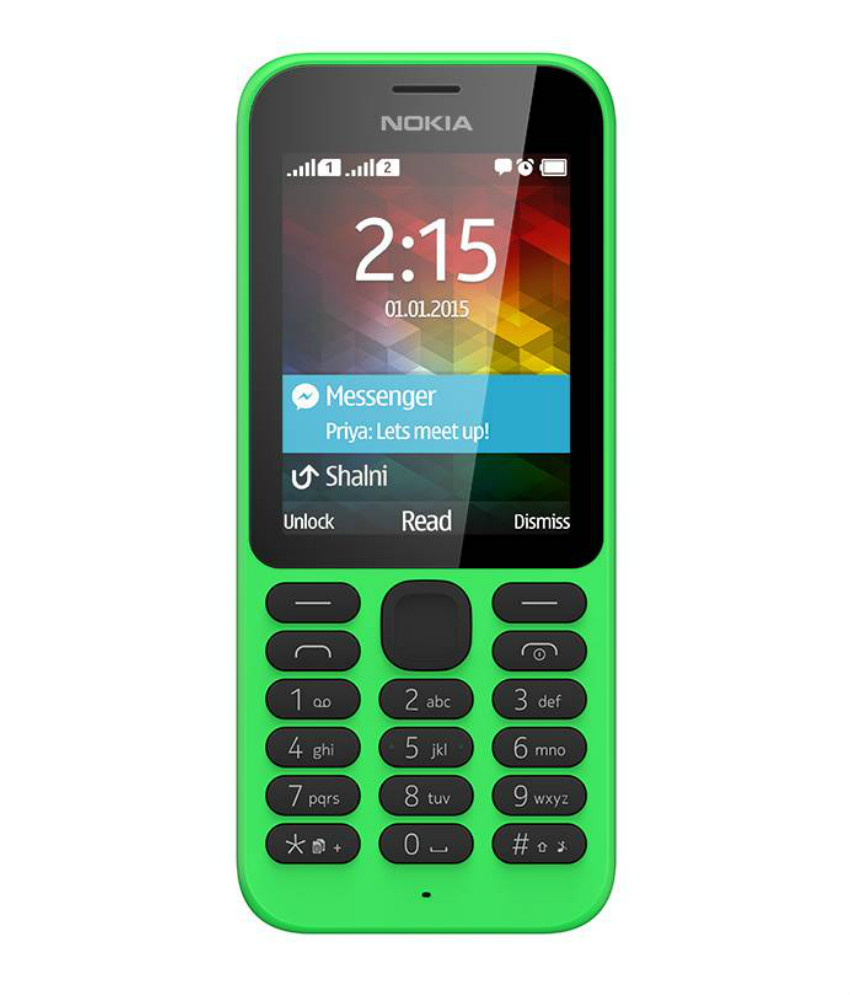 NOKIA
1 2
2:15
01.01.2015
Messenger
Priya: Lets meet up!
Shalni
Unlock Read Dismiss
1 2 abc 3 def
4 ghi 5 jkl 6 mno
7 pqrs 8 tuv 9 wxyz
* + 0 #